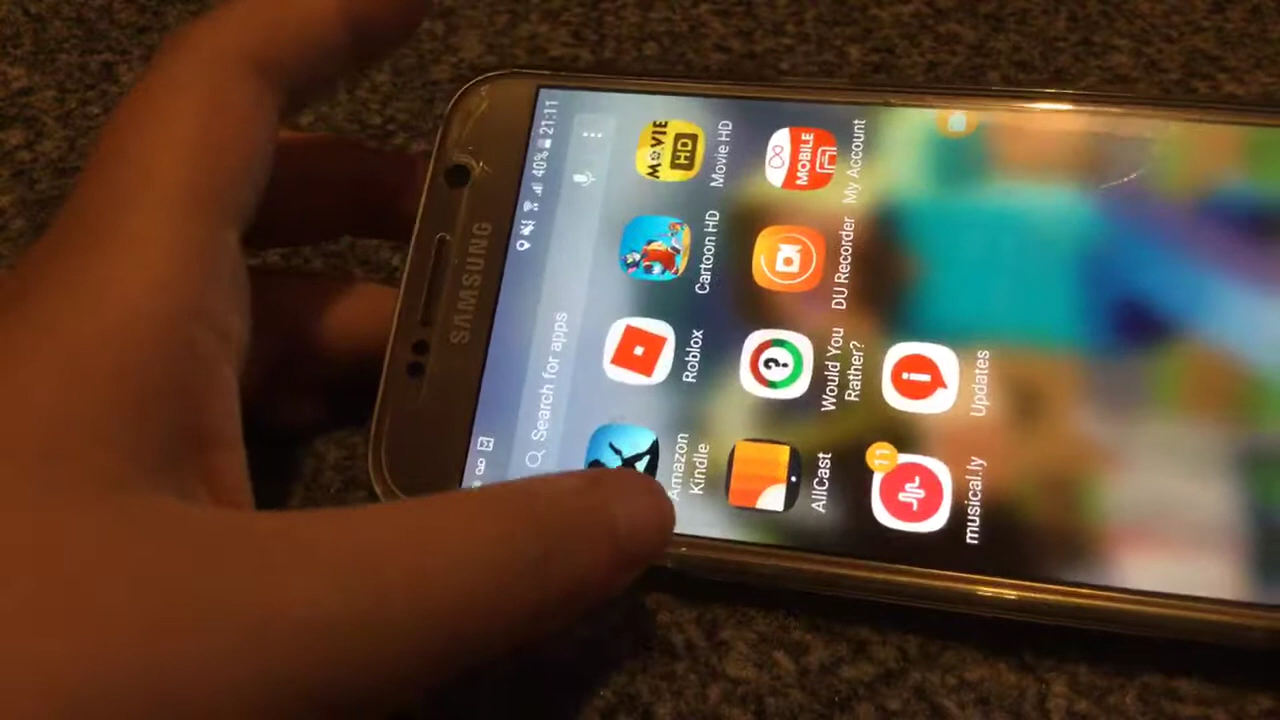 SAMSUNG
40% 21:11
Search for apps
Amazon
Kindle
Roblox
Cartoon HD
MOVIE
HD
Movie HD
AllCast
?
Would You
Rather?
DU Recorder
MOBILE
My Account
11
musical.ly
i
Updates